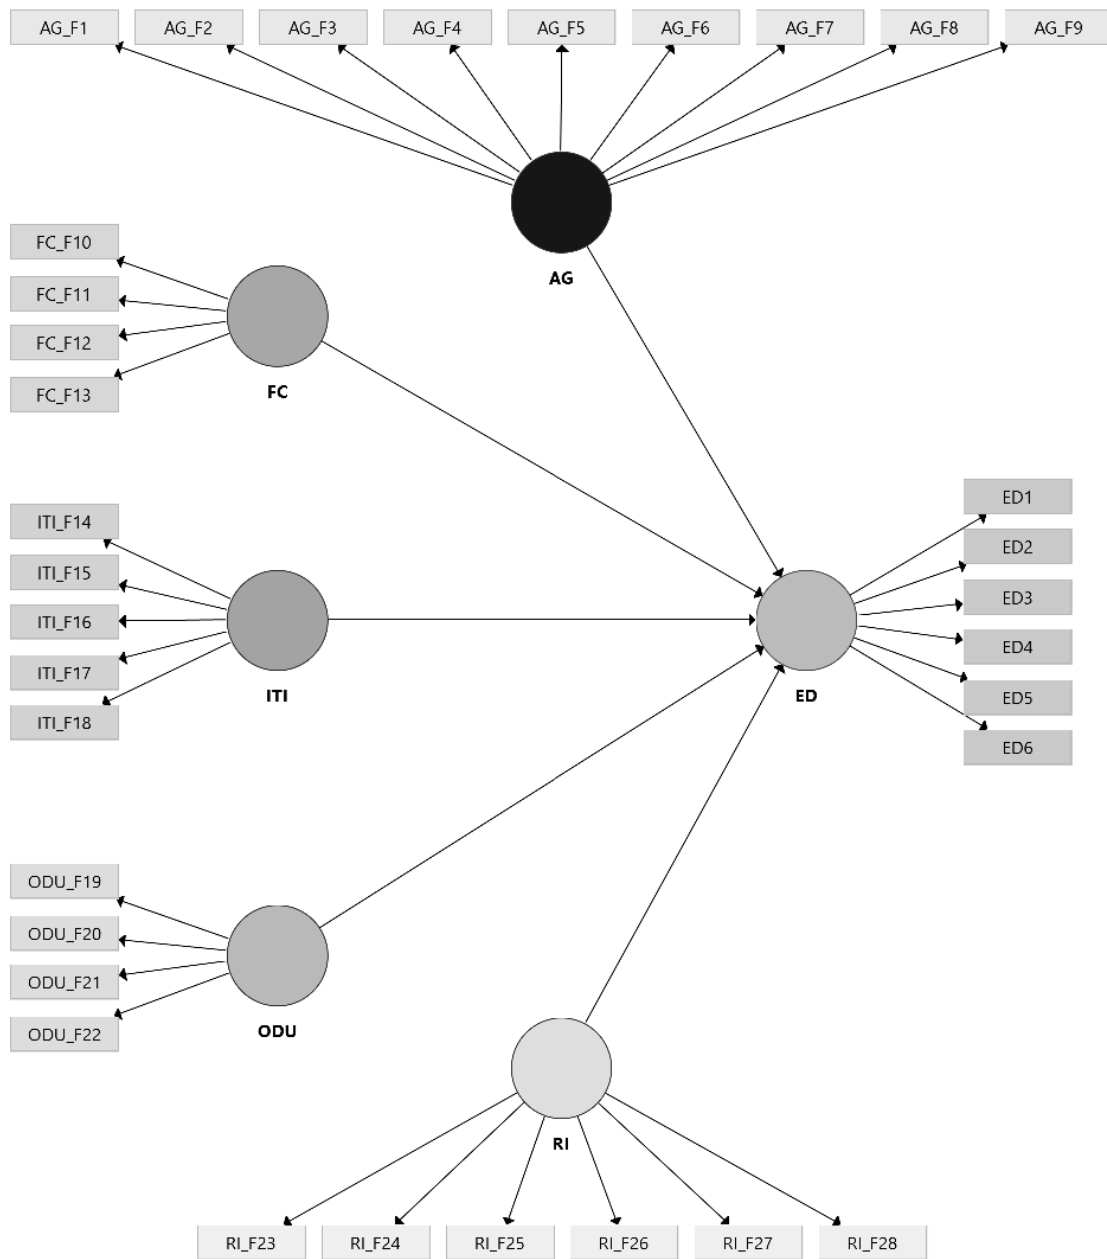 AG_F1
AG_F2
AG_F3
AG_F4
AG_F5
AG_F6
AG_F7
AG_F8
AG_F9
AG
FC_F10
FC_F11
FC_F12
FC_F13
FC
ITI_F14
ITI_F15
ITI_F16
ITI_F17
ITI_F18
ITI
ED1
ED2
ED3
ED4
ED5
ED6
ED
ODU_F19
ODU_F20
ODU_F21
ODU_F22
ODU
RI
RI_F23
RI_F24
RI_F25
RI_F26
RI_F27
RI_F28